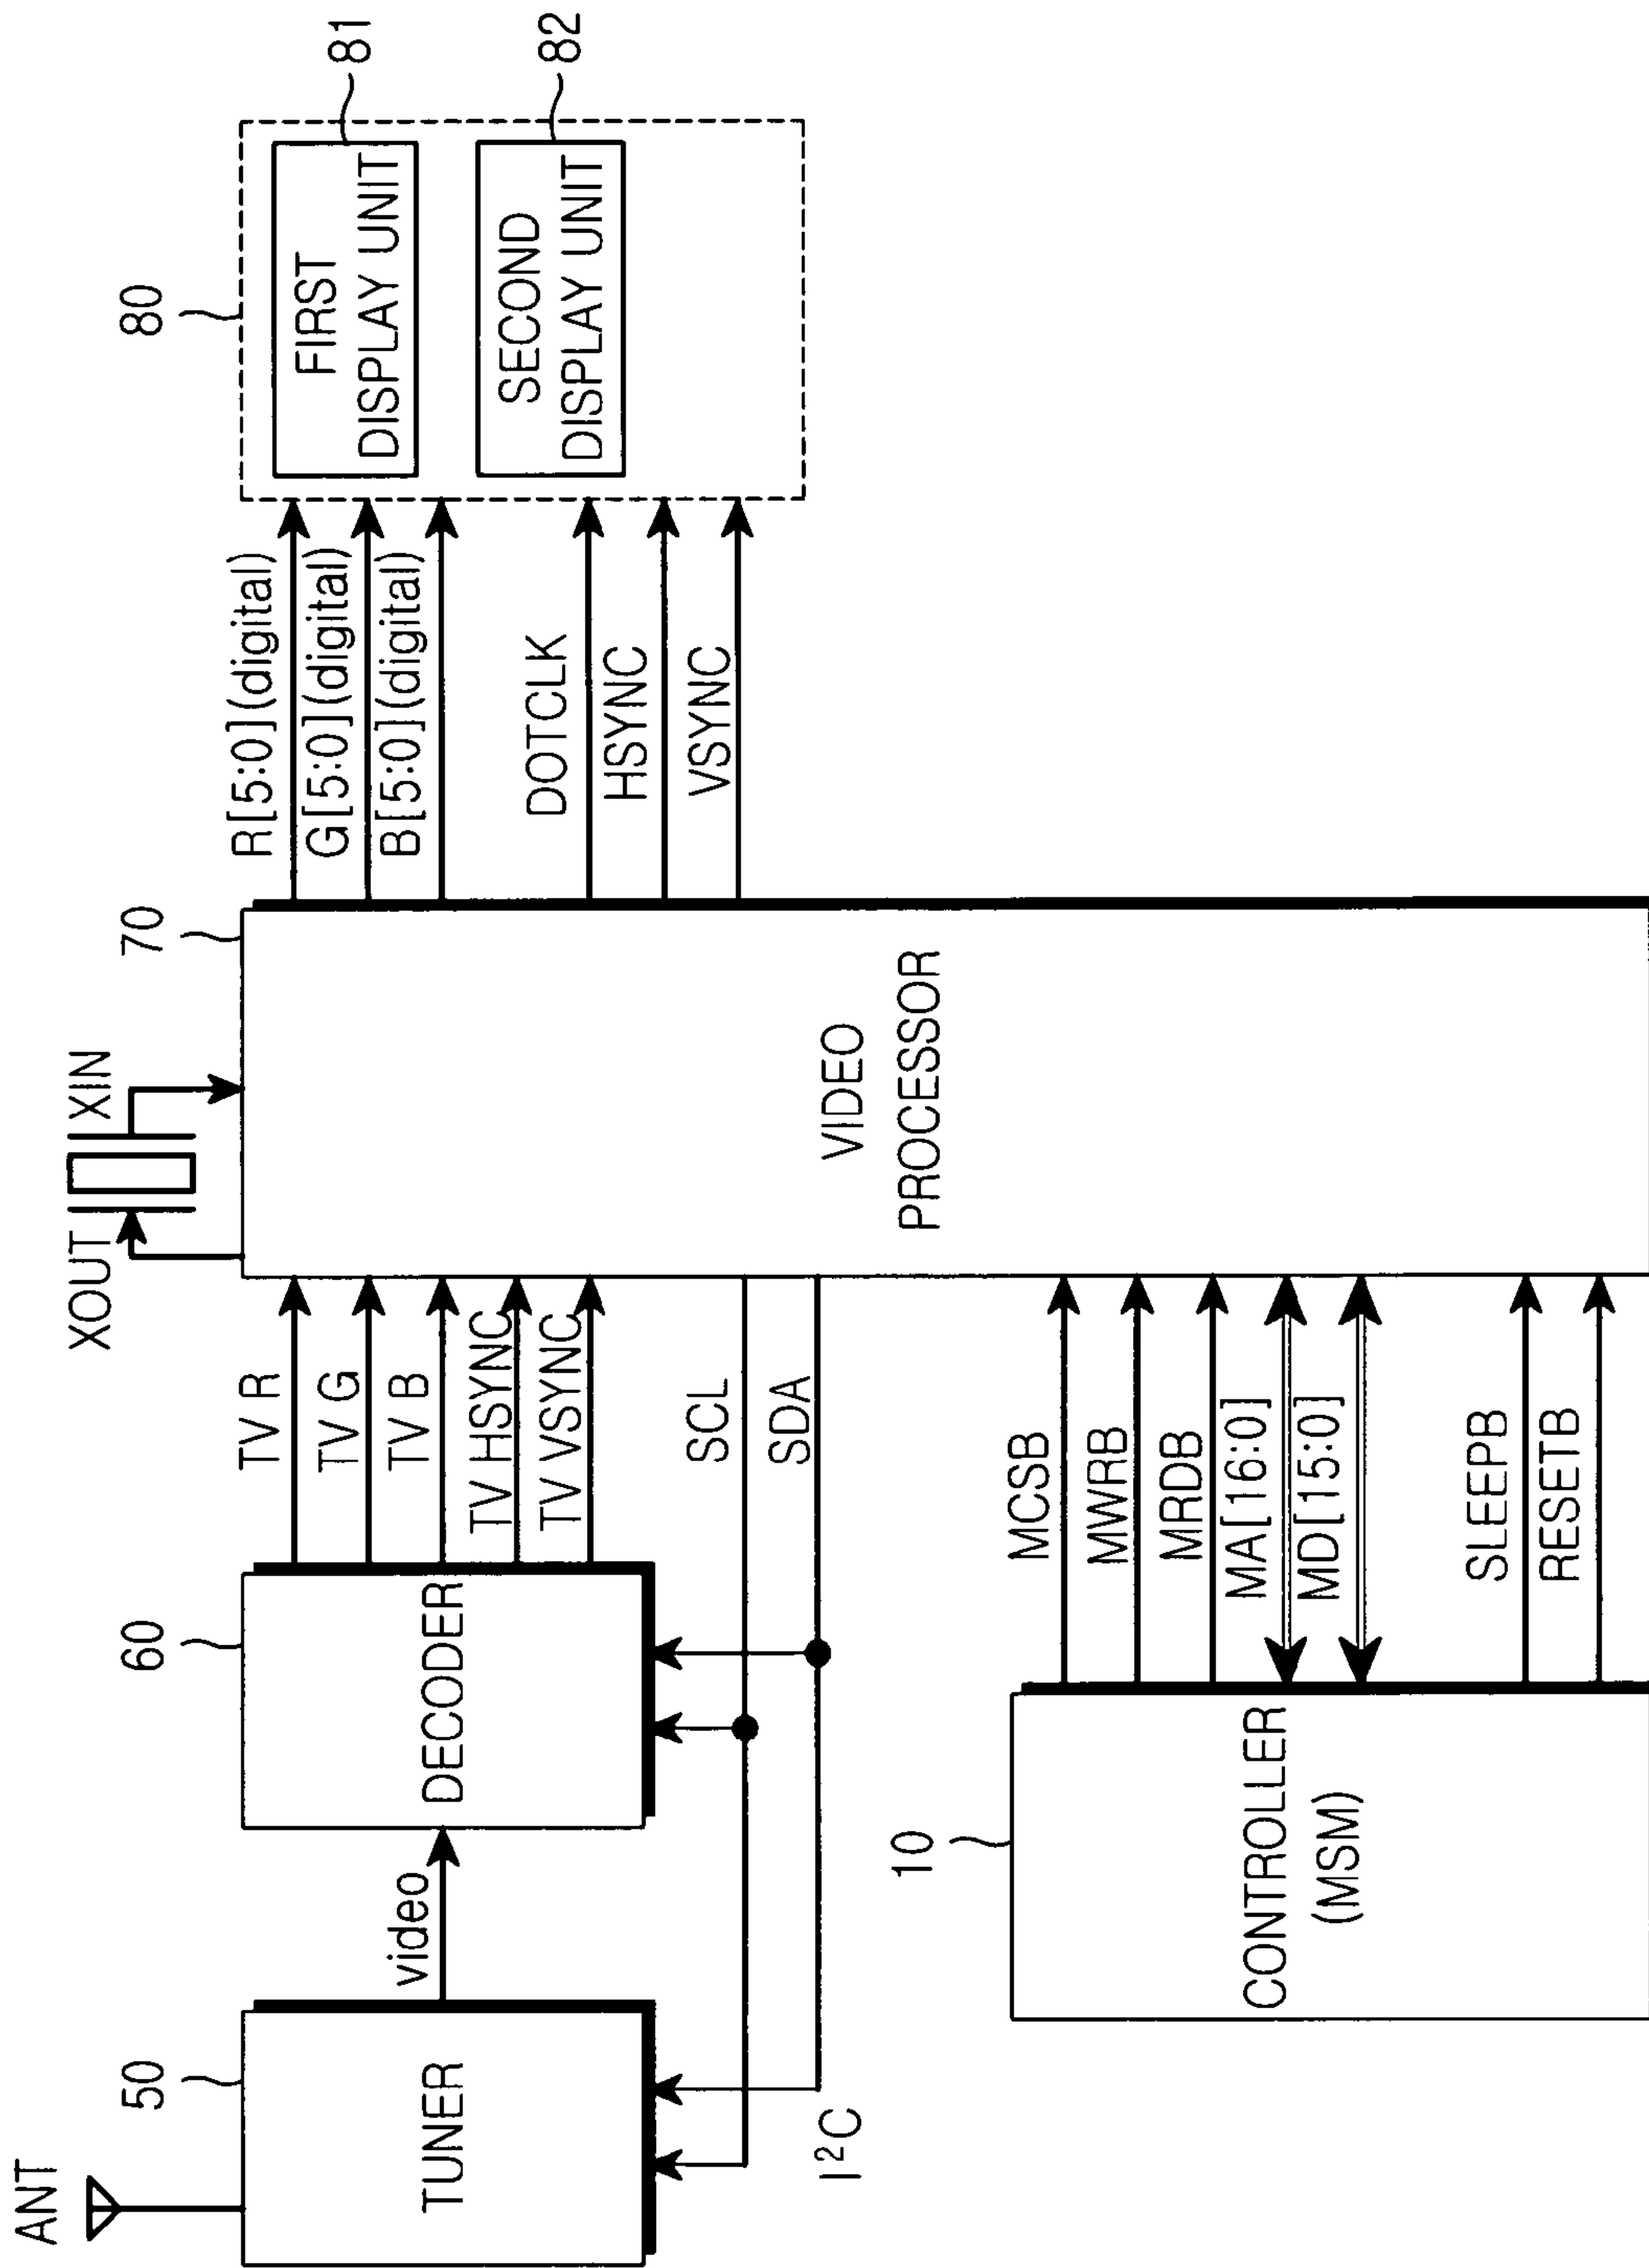 ANT
50
TUNER
video
60
DECODER
TV R
TV G
TV B
TV HSYNC
TV VSYNC
SCL
SDA
I²C
XOUT
XIN
70
VIDEO
PROCESSOR
R[5:0](digital)
G[5:0](digital)
B[5:0](digital)
DOTCLK
HSYNC
VSYNC
80
FIRST
DISPLAY UNIT
81
SECOND
DISPLAY UNIT
82
10
CONTROLLER
(MSM)
MCSB
MWRB
MRDB
MA[16:0]
MD[15:0]
SLEEPB
RESETB